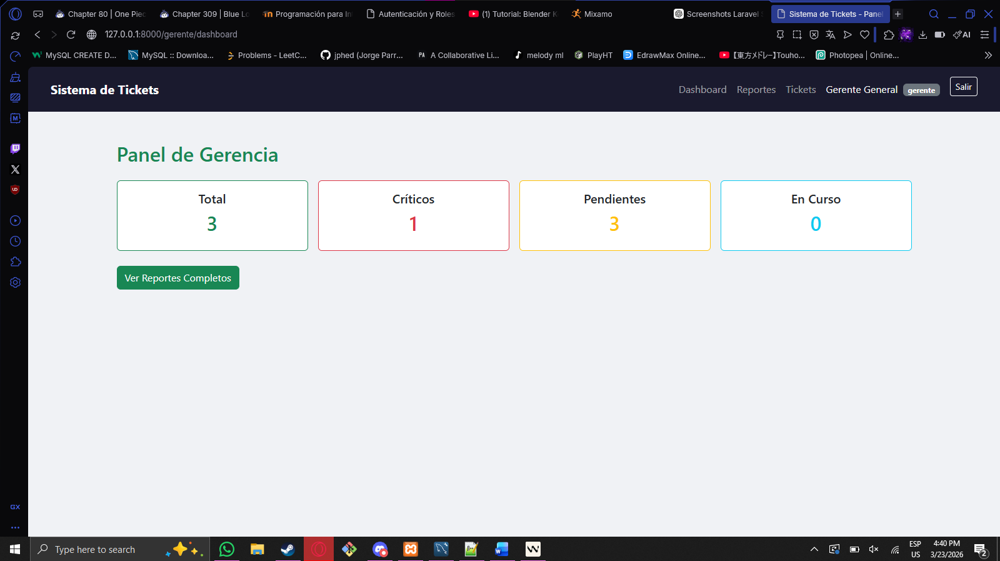 Chapter 80 | One Piec
Chapter 309 | Blue Lo
Programación para In
Autenticación y Roles
(1) Tutorial: Blender K
Mixamo
Screenshots Laravel S
Sistema de Tickets - Panel
127.0.0.1:8000/gerente/dashboard
AI
MySQL CREATE D...
MySQL :: Downloa...
Problems - LeetC...
jphed (Jorge Parr...
PA A Collaborative Li...
melody ml
PlayHT
EdrawMax Online...
【東方メドレー】Touho...
Photopea | Online...
Sistema de Tickets
Dashboard Reportes Tickets Gerente General gerente Salir
Panel de Gerencia
Total
3
Críticos
1
Pendientes
3
En Curso
0
Ver Reportes Completos
GX
Type here to search
ESP
US
4:40 PM
3/23/2026
2